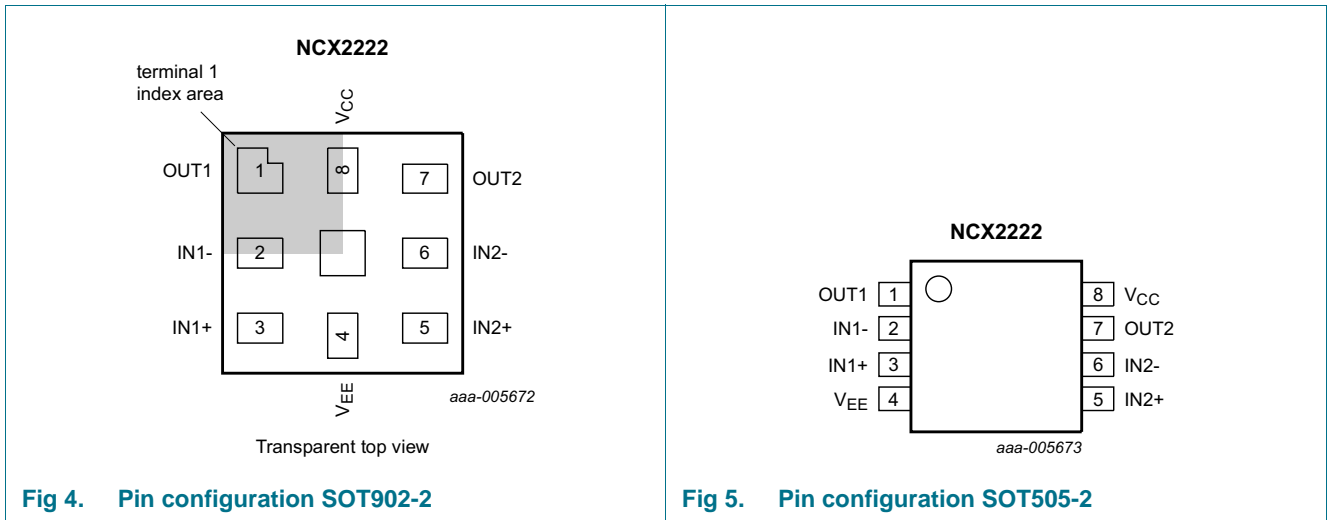 NCX2222
terminal 1
index area
VCC
OUT1 1 8 7 OUT2
IN1- 2 6 IN2-
IN1+ 3 4 5 IN2+
VEE
aaa-005672
Transparent top view
Fig 4. Pin configuration SOT902-2
NCX2222
OUT1 1 8 VCC
IN1- 2 7 OUT2
IN1+ 3 6 IN2-
VEE 4 5 IN2+
aaa-005673
Fig 5. Pin configuration SOT505-2